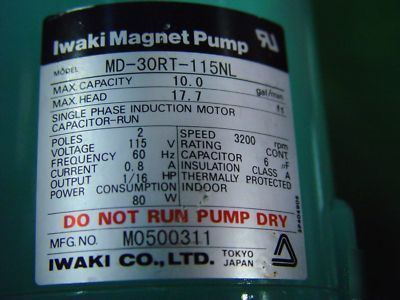 Iwaki Magnet Pump
MODEL MD-30RT-115NL
MAX. CAPACITY 10.0 gal/min
MAX. HEAD 17.7 ft
SINGLE PHASE INDUCTION MOTOR
CAPACITOR-RUN
POLES 2 SPEED 3200 rpm
VOLTAGE 115 V RATING CONT.
FREQUENCY 60 Hz CAPACITOR 6 µF
CURRENT 0.8 A INSULATION CLASS A
OUTPUT 1/16 HP THERMALLY PROTECTED
POWER CONSUMPTION INDOOR
80 W
DO NOT RUN PUMP DRY
MFG. NO. M0500311
IWAKI CO., LTD. TOKYO
JAPAN